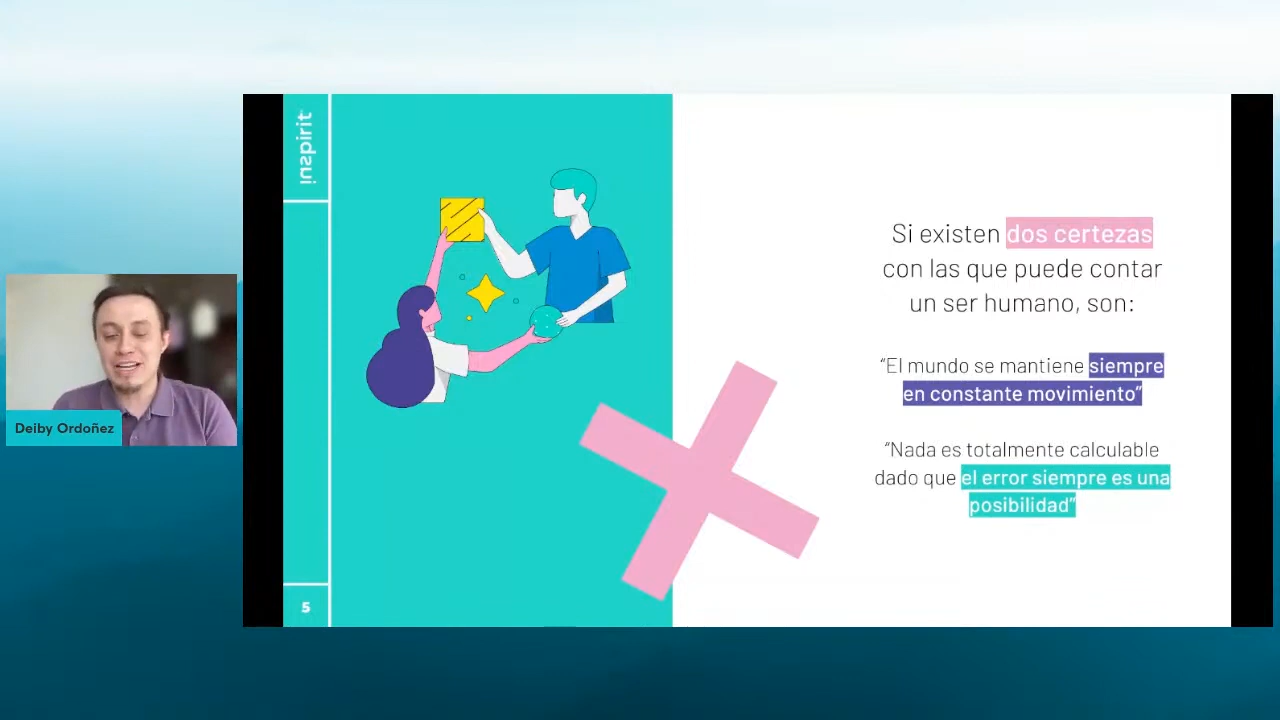 inspirit
Si existen dos certezas
con las que puede contar
un ser humano, son:
“El mundo se mantiene siempre
en constante movimiento”
“Nada es totalmente calculable
dado que el error siempre es una
posibilidad”
Deiby Ordoñez
5